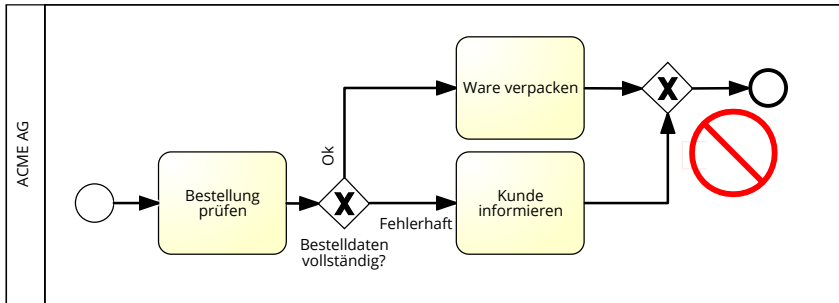 ACME AG
Bestellung
prüfen
Bestelldaten
vollständig?
Ok
Fehlerhaft
Ware verpacken
Kunde
informieren